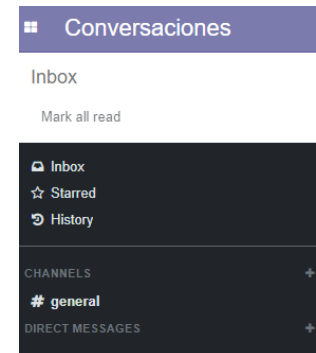 Conversaciones
Inbox
Mark all read
Inbox
Starred
History
CHANNELS +
# general
DIRECT MESSAGES +